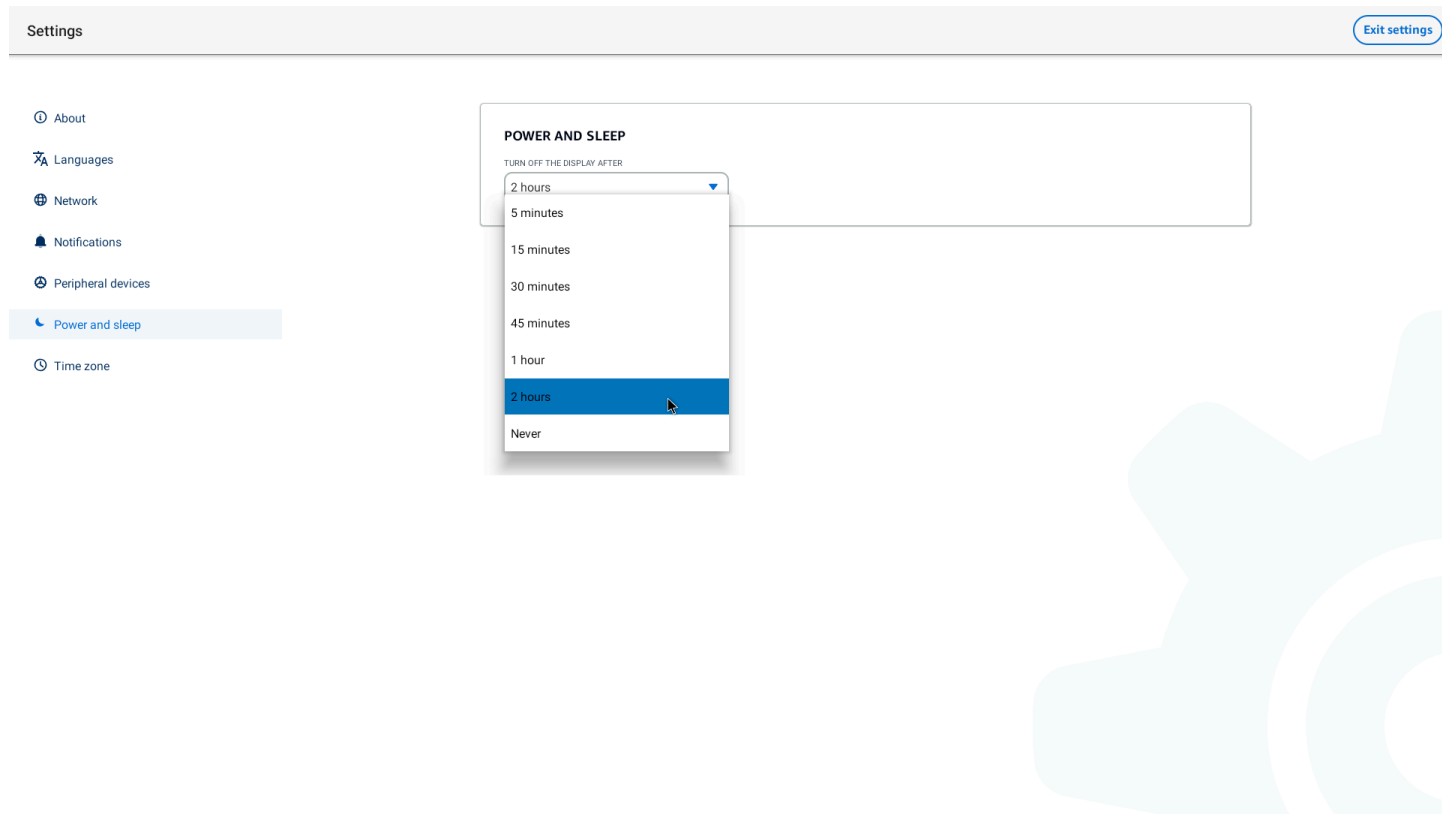 Settings
Exit settings
About
Languages
Network
Notifications
Peripheral devices
Power and sleep
Time zone
POWER AND SLEEP
TURN OFF THE DISPLAY AFTER
2 hours
5 minutes
15 minutes
30 minutes
45 minutes
1 hour
2 hours
Never